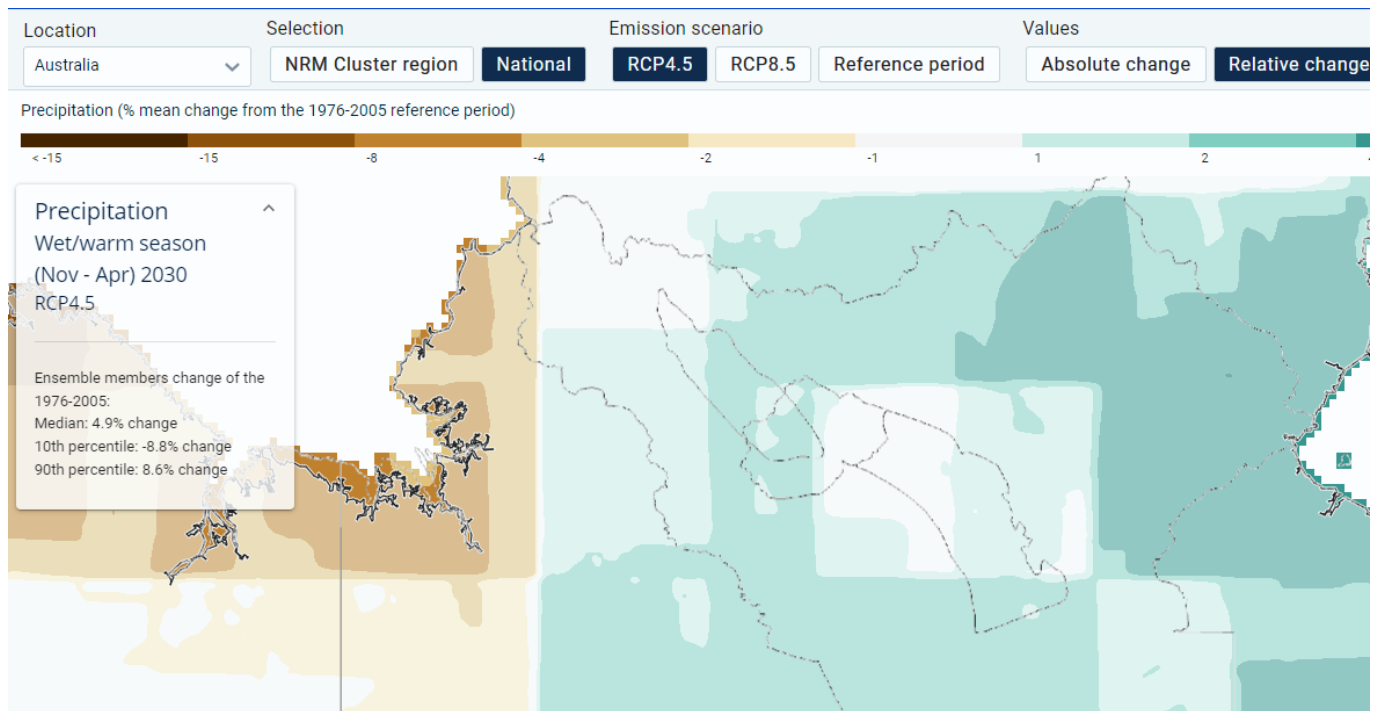 Location Selection Emission scenario Values
Australia NRM Cluster region National RCP4.5 RCP8.5 Reference period Absolute change Relative change
Precipitation (% mean change from the 1976-2005 reference period)
< -15 -15 -8 -4 -2 -1 1 2
Precipitation
Wet/warm season
(Nov - Apr) 2030
RCP4.5
Ensemble members change of the
1976-2005:
Median: 4.9% change
10th percentile: -8.8% change
90th percentile: 8.6% change